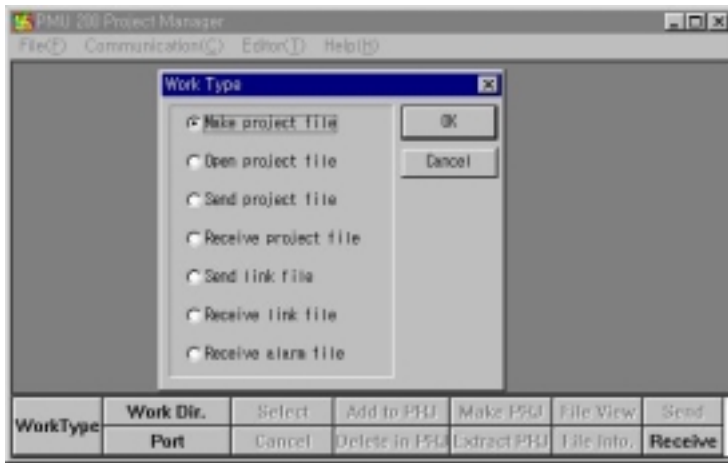 PMU 200 Project Manager
File(F) Communication(C) Editor(T) Help(H)
Work Type
Make project file
OK
Open project file
Cancel
Send project file
Receive project file
Send link file
Receive link file
Receive alarm file
WorkType
Work Dir. Select Add to PRJ Make PRJ File View Send
Port Cancel Delete in PRJ Extract PRJ File Info. Receive